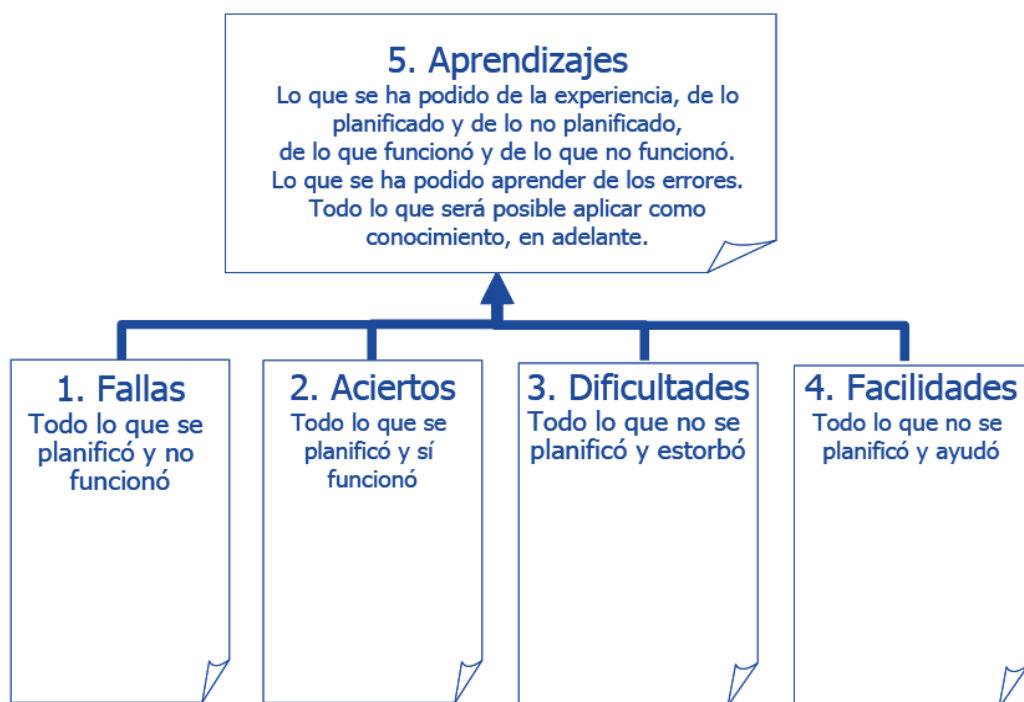 5. Aprendizajes
Lo que se ha podido de la experiencia, de lo
planificado y de lo no planificado,
de lo que funcionó y de lo que no funcionó.
Lo que se ha podido aprender de los errores.
Todo lo que será posible aplicar como
conocimiento, en adelante.
1. Fallas
Todo lo que se
planificó y no
funcionó
2. Aciertos
Todo lo que se
planificó y sí
funcionó
3. Dificultades
Todo lo que no se
planificó y estorbó
4. Facilidades
Todo lo que no se
planificó y ayudó